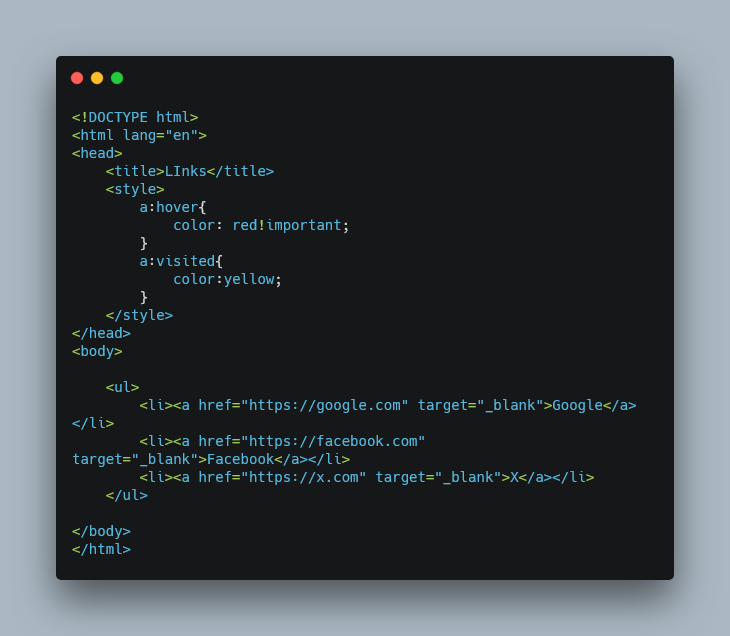 <!DOCTYPE html>
<html lang="en">
<head>
    <title>LInks</title>
    <style>
        a:hover{
            color: red!important;
        }
        a:visited{
            color:yellow;
        }
    </style>
</head>
<body>

    <ul>
        <li><a href="https://google.com" target="_blank">Google</a>
</li>
        <li><a href="https://facebook.com"
target="_blank">Facebook</a></li>
        <li><a href="https://x.com" target="_blank">X</a></li>
    </ul>

</body>
</html>